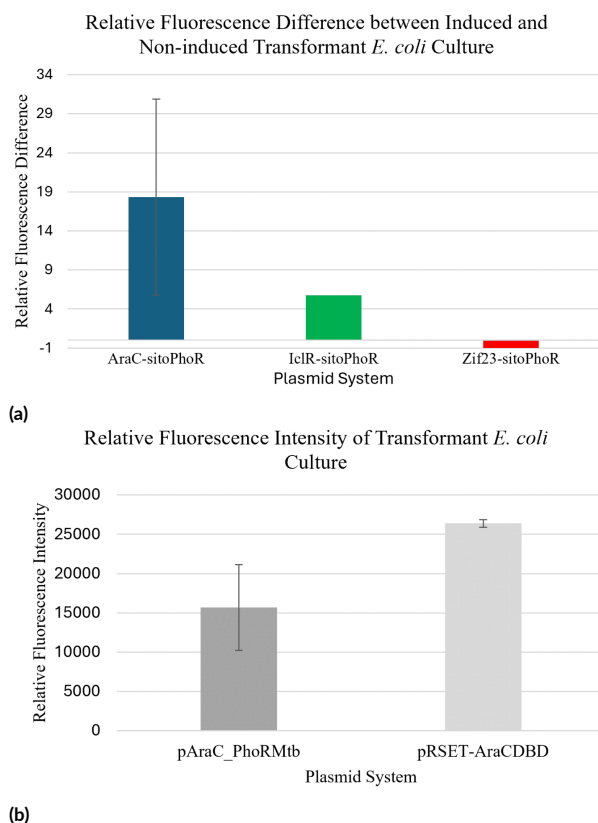 Relative Fluorescence Difference between Induced and
Non-induced Transformant E. coli Culture
Relative Fluorescence Difference
34
29
24
19
14
9
4
-1
AraC-sitoPhoR IclR-sitoPhoR Zif23-sitoPhoR
Plasmid System
(a)
Relative Fluorescence Intensity of Transformant E. coli
Culture
Relative Fluorescence Intensity
30000
25000
20000
15000
10000
5000
0
pAraC_PhoRMtb pRSET-AraCDBD
Plasmid System
(b)